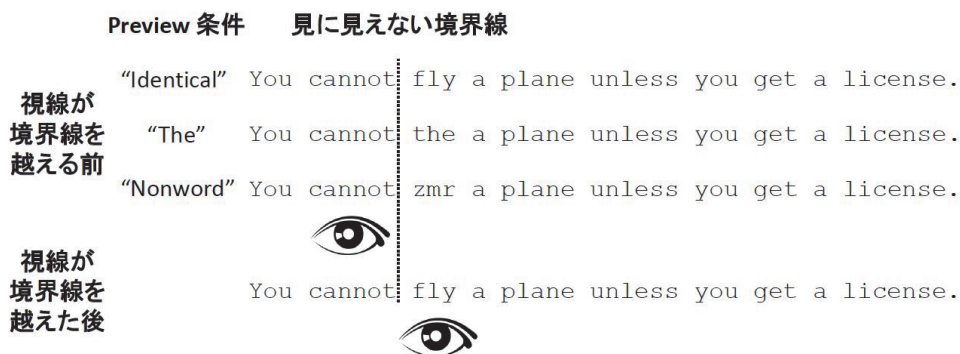 Preview 条件 見に見えない境界線
視線が
境界線を
越える前
"Identical" You cannot fly a plane unless you get a license.
"The" You cannot the a plane unless you get a license.
"Nonword" You cannot zmr a plane unless you get a license.
視線が
境界線を
越えた後
You cannot fly a plane unless you get a license.